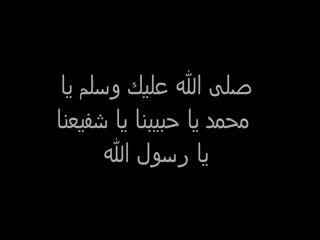 صلى الله عليك وسلم يا
محمد يا حبيبنا يا شفيعنا
يا رسول الله